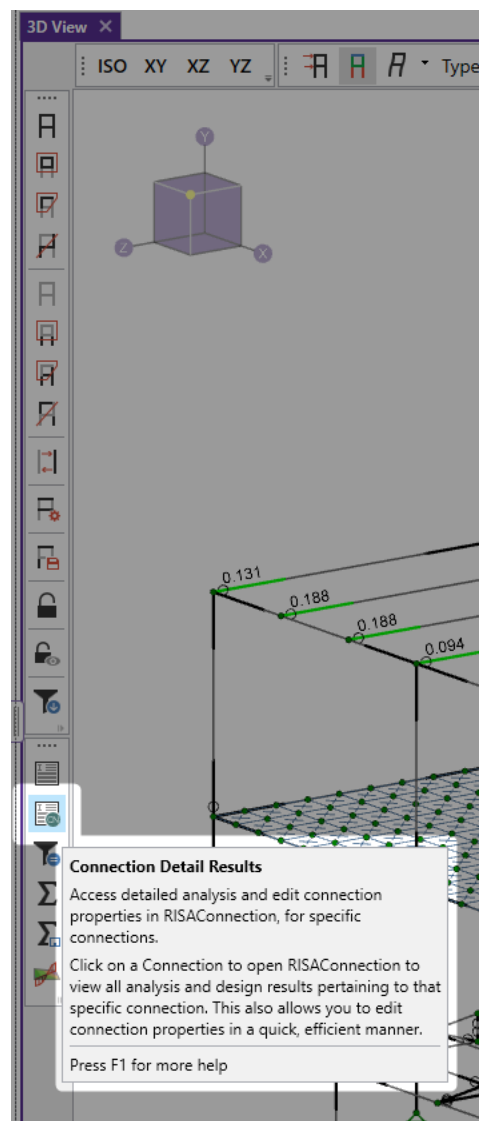 3D View
ISO XY XZ YZ Type
Y
Z
X
0.131
0.188
0.188
0.094
Connection Detail Results
Access detailed analysis and edit connection
properties in RISAConnection, for specific
connections.
Click on a Connection to open RISAConnection to
view all analysis and design results pertaining to that
specific connection. This also allows you to edit
connection properties in a quick, efficient manner.
Press F1 for more help